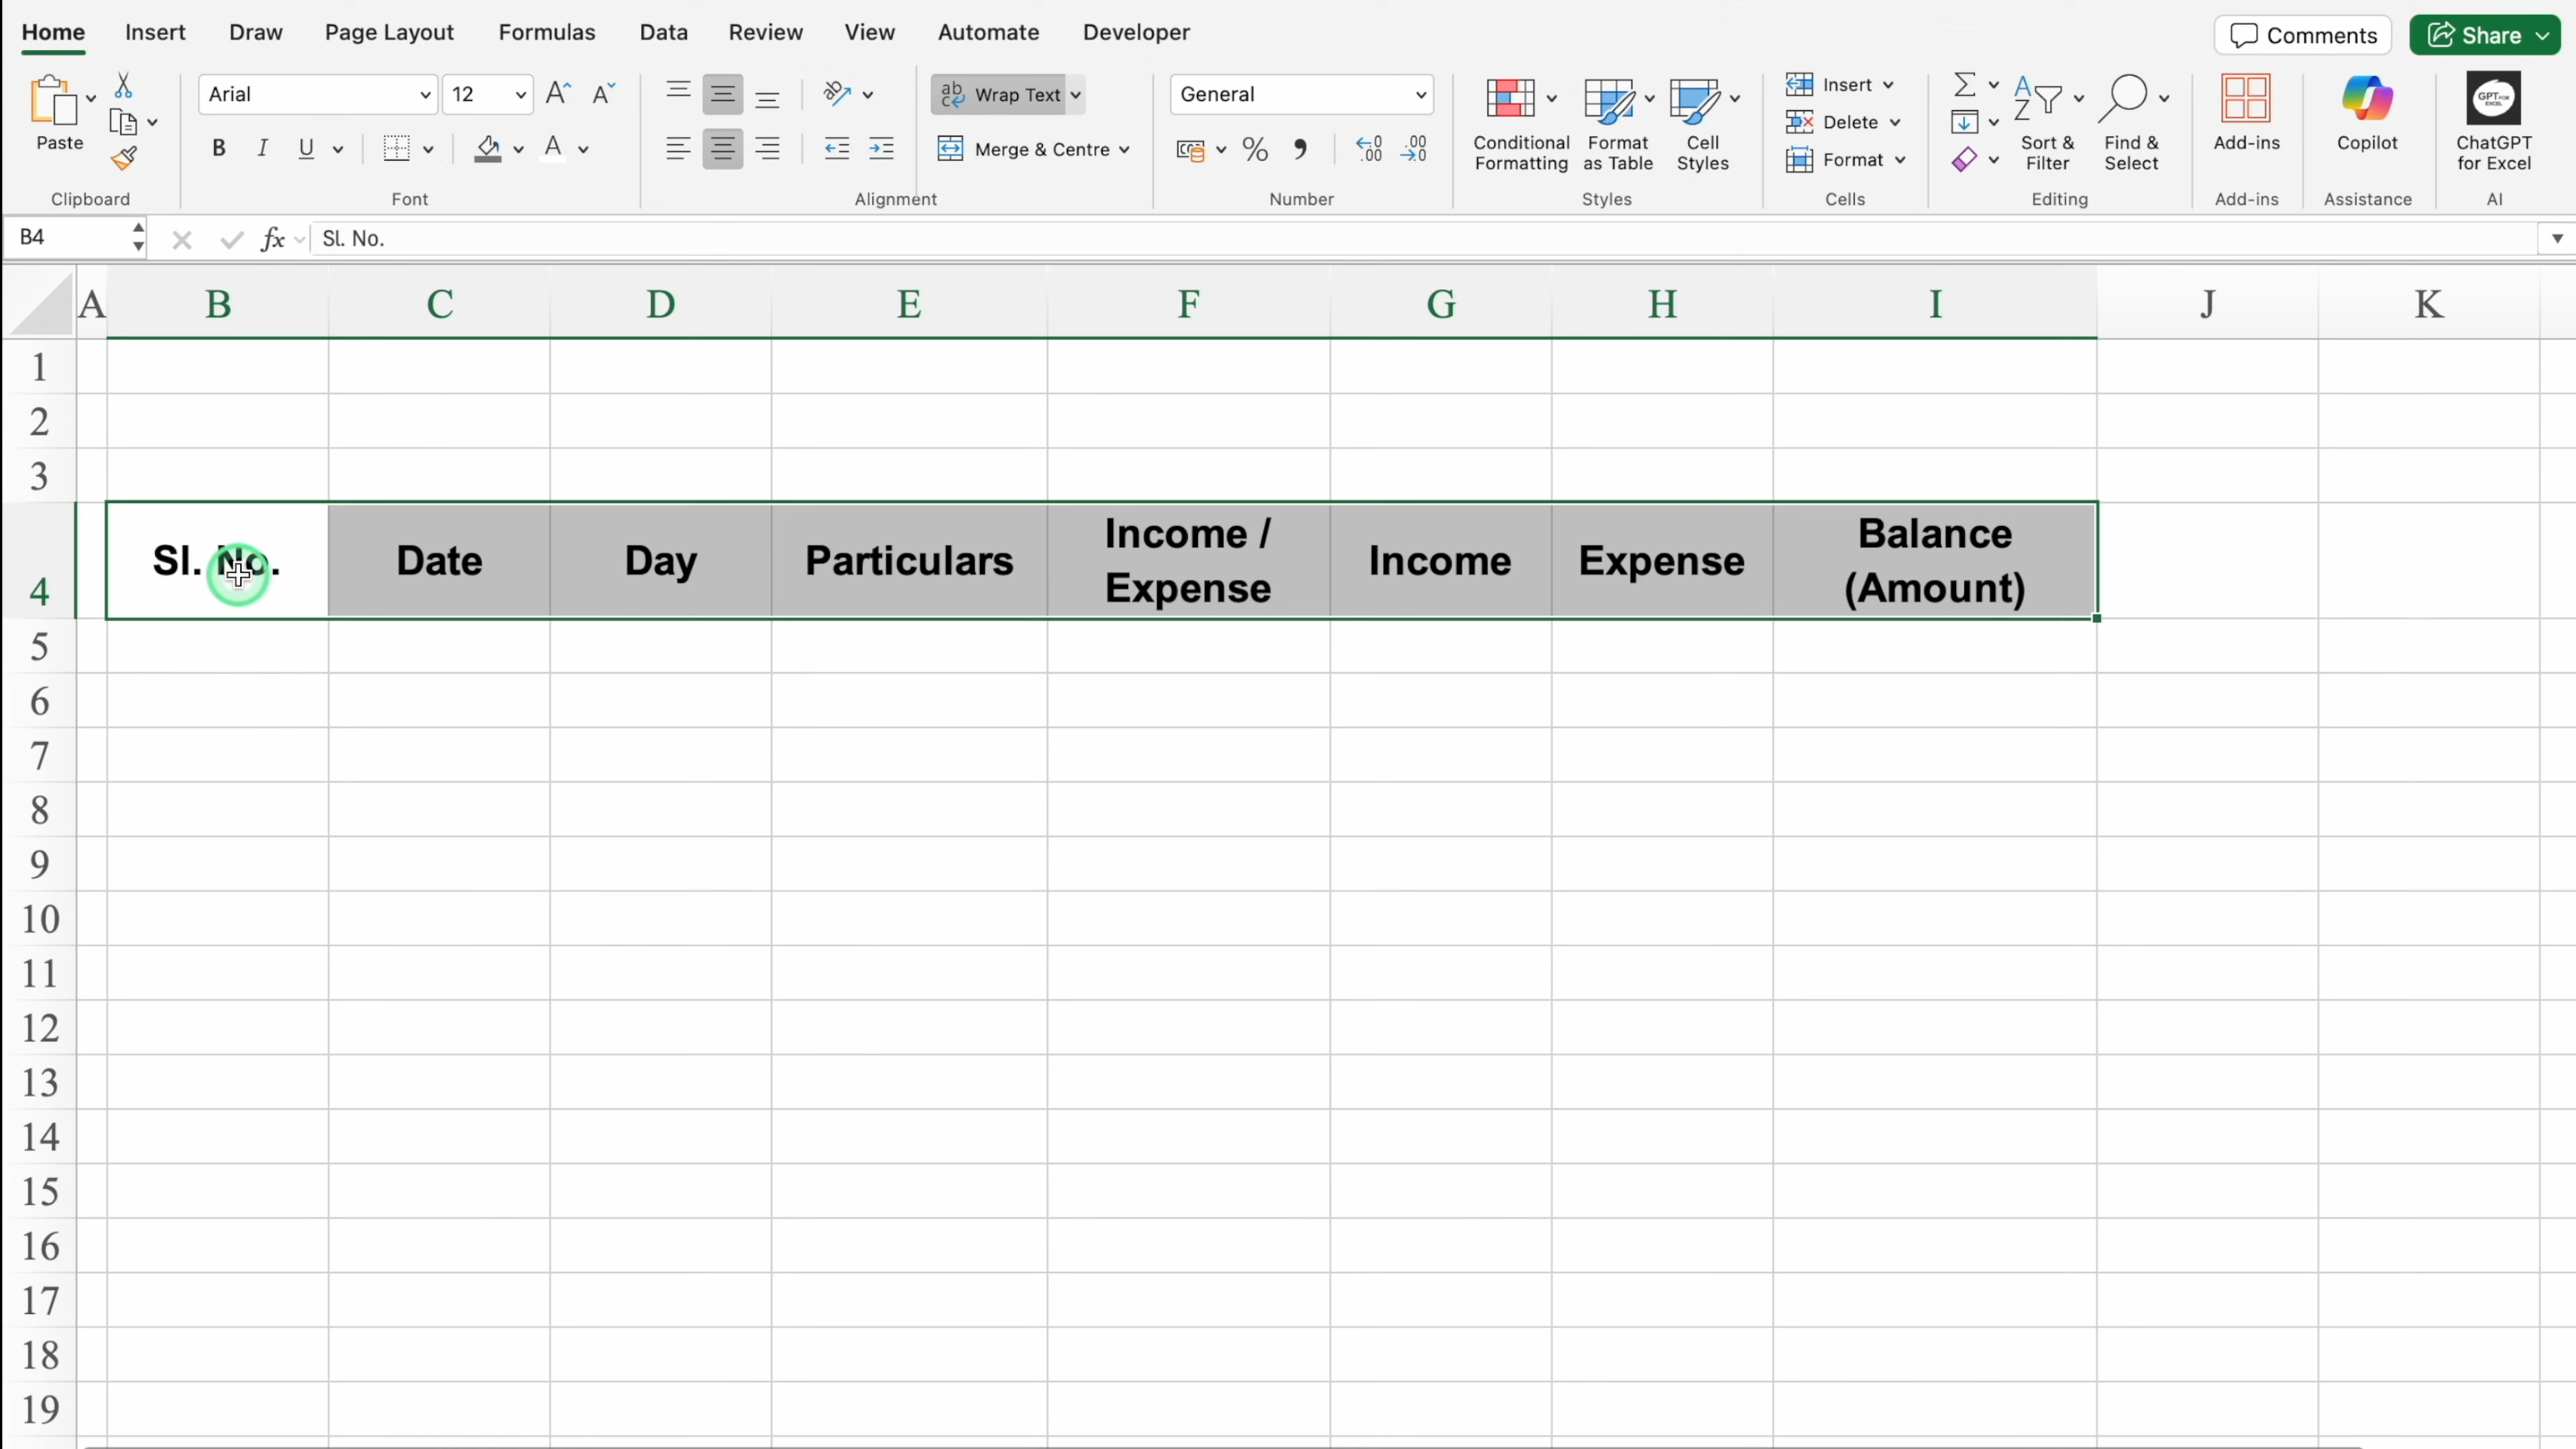 Home Insert Draw Page Layout Formulas Data Review View Automate Developer Comments Share
Arial 12 Wrap Text General Insert
Paste B I U Merge & Centre % Conditional Formatting Format as Table Cell Styles Delete Format Sort & Filter Find & Select Add-ins Copilot ChatGPT for Excel
Clipboard Font Alignment Number Styles Cells Editing Add-ins Assistance AI
B4 fx Sl. No.
A B C D E F G H I J K
1
2
3
4 Sl. No. Date Day Particulars Income / Expense Income Expense Balance (Amount)
5
6
7
8
9
10
11
12
13
14
15
16
17
18
19